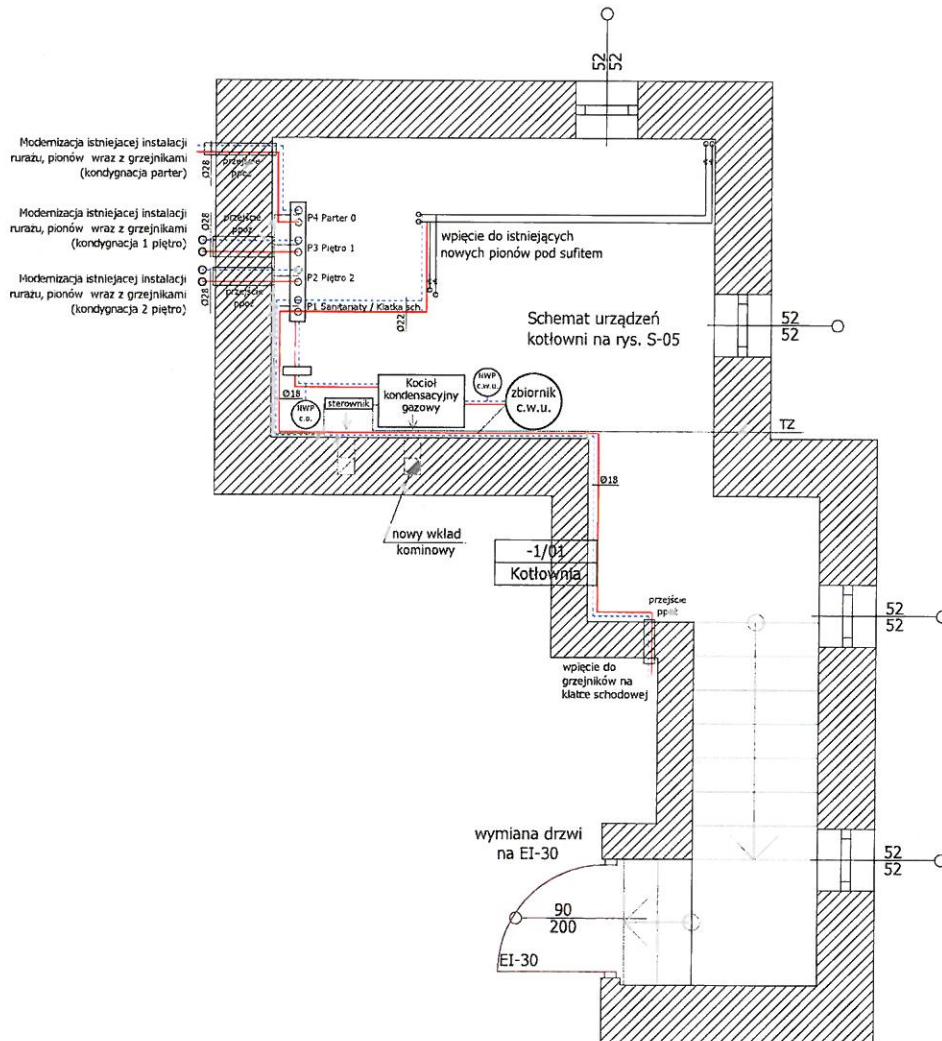 52
52
Modernizacja istniejacej instalacji
rurażu, pionów wraz z grzejnikami
(kondygnacja parter)
Ø28
przejście
ppoż
Modernizacja istniejacej instalacji
rurażu, pionów wraz z grzejnikami
(kondygnacja 1 piętro)
Ø28
przejście
ppoż
Modernizacja istniejacej instalacji
rurażu, pionów wraz z grzejnikami
(kondygnacja 2 piętro)
Ø28
przejście
ppoż
P4 Parter 0
P3 Piętro 1
P2 Piętro 2
P1 Sanitariaty / Klatka sch.
wpięcie do istniejących
nowych pionów pod sufitem
Ø22
Schemat urządzeń
kotłowni na rys. S-05
52
52
Kocioł
kondensacyjny
gazowy
NWP
c.w.u.
zbiornik
c.w.u.
Ø18
NWP
c.o.
sterownik
TZ
Ø18
nowy wkład
kominowy
-1/01
Kotłownia
przejście
ppoż
52
52
wpięcie do
grzejników na
klatce schodowej
wymiana drzwi
na EI-30
52
52
90
200
EI-30